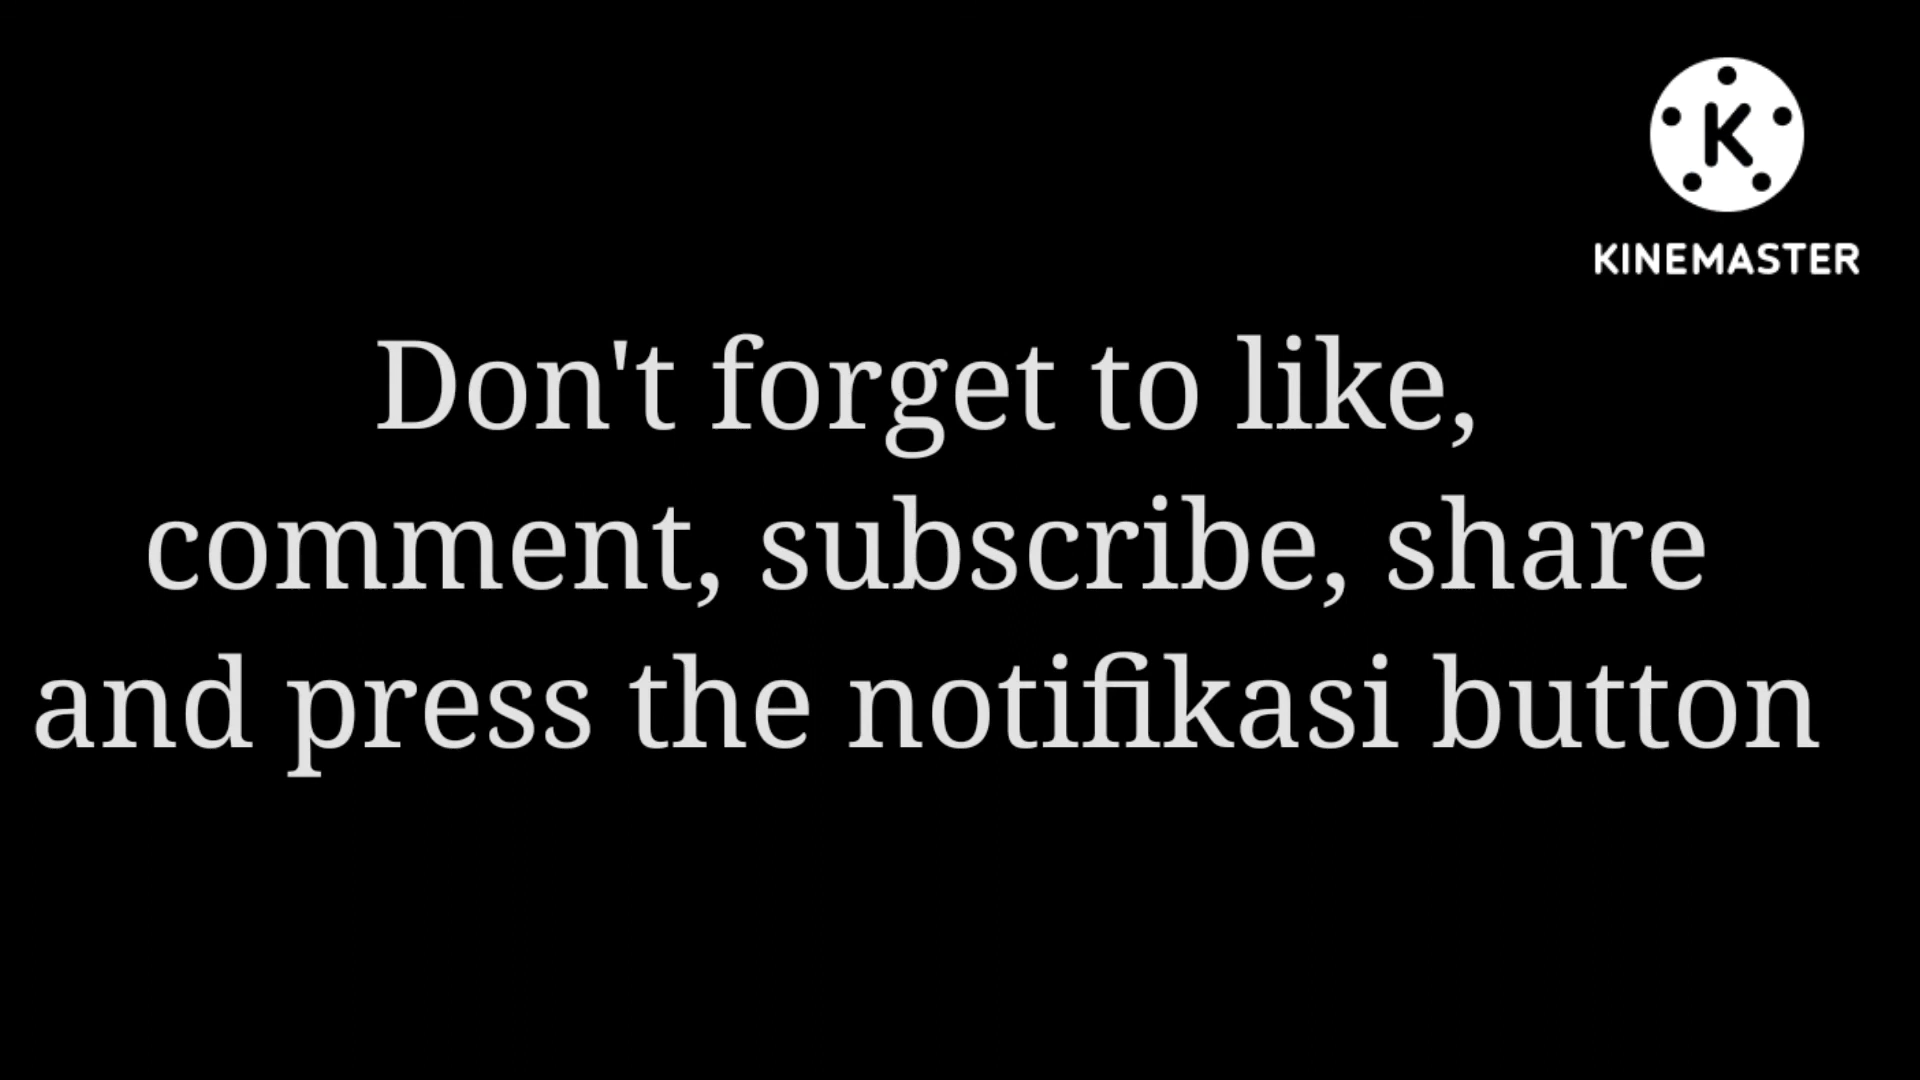 K
KINEMASTER
Don't forget to like,
comment, subscribe, share
and press the notifikasi button